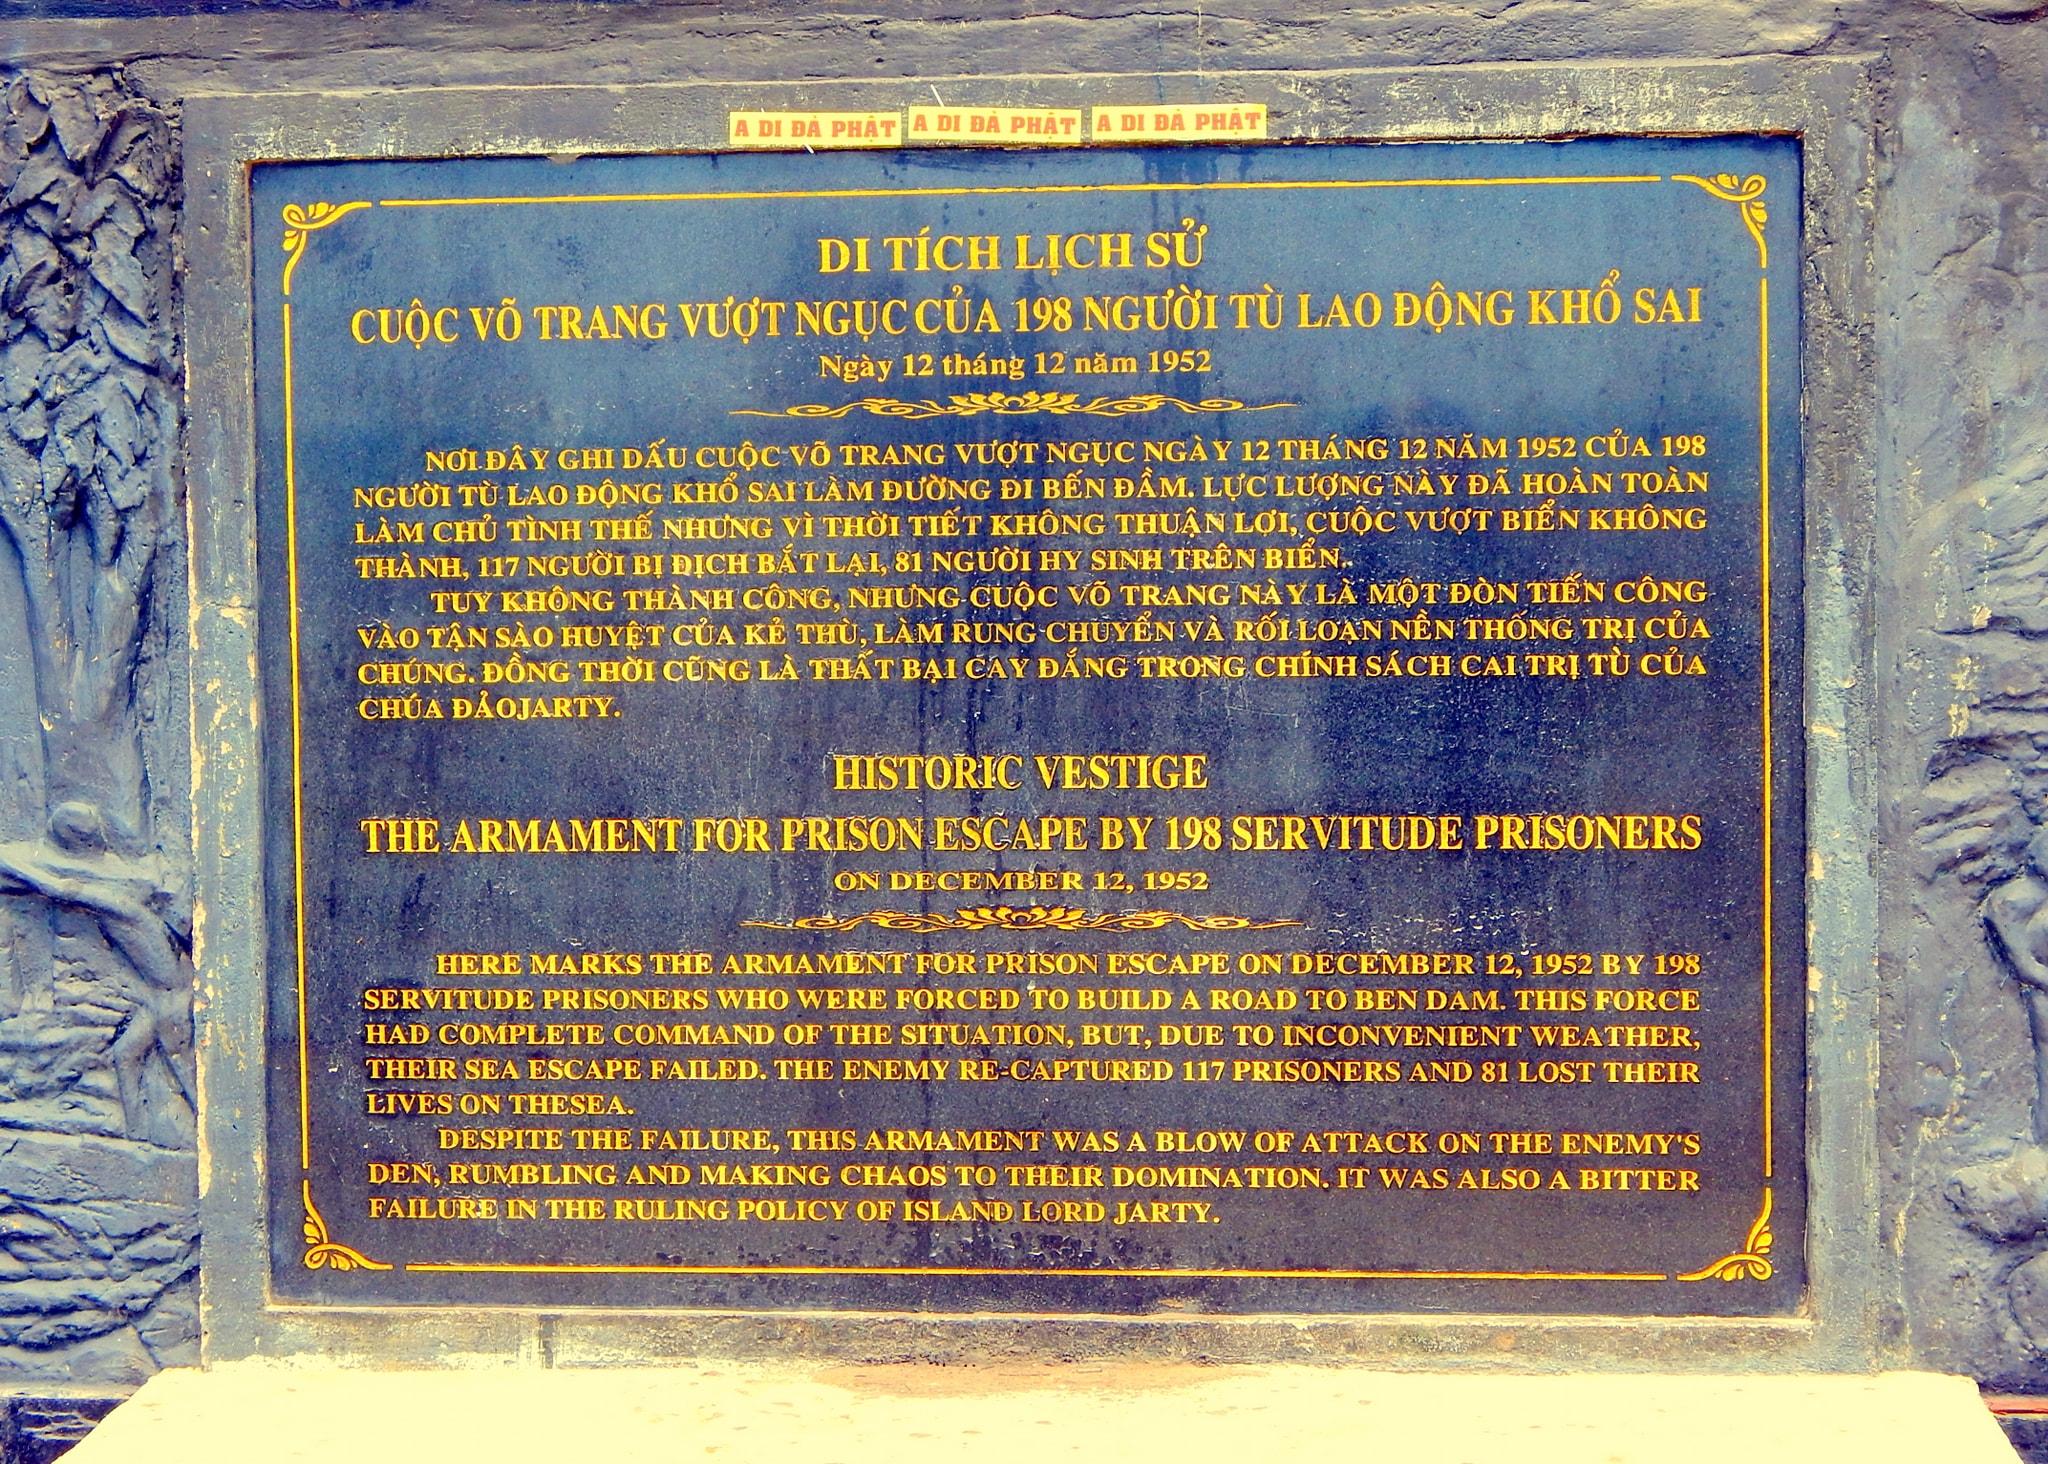 A DI ĐÀ PHẬT A DI ĐÀ PHẬT A DI ĐÀ PHẬT
DI TÍCH LỊCH SỬ
CUỘC VÕ TRANG VƯỢT NGỤC CỦA 198 NGƯỜI TÙ LAO ĐỘNG KHỔ SAI
Ngày 12 tháng 12 năm 1952
NƠI ĐÂY GHI DẤU CUỘC VÕ TRANG VƯỢT NGỤC NGÀY 12 THÁNG 12 NĂM 1952 CỦA 198
NGƯỜI TÙ LAO ĐỘNG KHỔ SAI LÀM ĐƯỜNG ĐI BẾN ĐẦM. LỰC LƯỢNG NÀY ĐÃ HOÀN TOÀN
LÀM CHỦ TÌNH THẾ NHƯNG VÌ THỜI TIẾT KHÔNG THUẬN LỢI, CUỘC VƯỢT BIỂN KHÔNG
THÀNH, 117 NGƯỜI BỊ ĐỊCH BẮT LẠI, 81 NGƯỜI HY SINH TRÊN BIỂN.
TUY KHÔNG THÀNH CÔNG, NHƯNG CUỘC VÕ TRANG NÀY LÀ MỘT ĐÒN TIẾN CÔNG
VÀO TẬN SÀO HUYỆT CỦA KẺ THÙ, LÀM RUNG CHUYỂN VÀ RỐI LOẠN NỀN THỐNG TRỊ CỦA
CHÚNG. ĐỒNG THỜI CŨNG LÀ THẤT BẠI CAY ĐẮNG TRONG CHÍNH SÁCH CAI TRỊ TÙ CỦA
CHÚA ĐẢOJARTY.
HISTORIC VESTIGE
THE ARMAMENT FOR PRISON ESCAPE BY 198 SERVITUDE PRISONERS
ON DECEMBER 12, 1952
HERE MARKS THE ARMAMENT FOR PRISON ESCAPE ON DECEMBER 12, 1952 BY 198
SERVITUDE PRISONERS WHO WERE FORCED TO BUILD A ROAD TO BEN DAM. THIS FORCE
HAD COMPLETE COMMAND OF THE SITUATION, BUT, DUE TO INCONVENIENT WEATHER,
THEIR SEA ESCAPE FAILED. THE ENEMY RE-CAPTURED 117 PRISONERS AND 81 LOST THEIR
LIVES ON THESEA.
DESPITE THE FAILURE, THIS ARMAMENT WAS A BLOW OF ATTACK ON THE ENEMY'S
DEN, RUMBLING AND MAKING CHAOS TO THEIR DOMINATION. IT WAS ALSO A BITTER
FAILURE IN THE RULING POLICY OF ISLAND LORD JARTY.